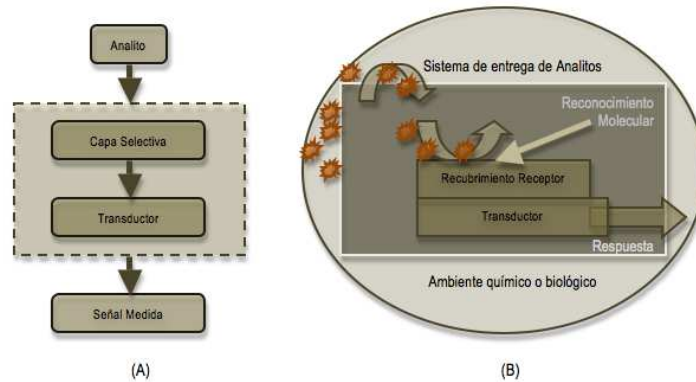 Analito
Capa Selectiva
Transductor
Señal Medida
(A)
Sistema de entrega de Analitos
Reconocimiento
Molecular
Recubrimiento Receptor
Transductor
Respuesta
Ambiente químico o biológico
(B)